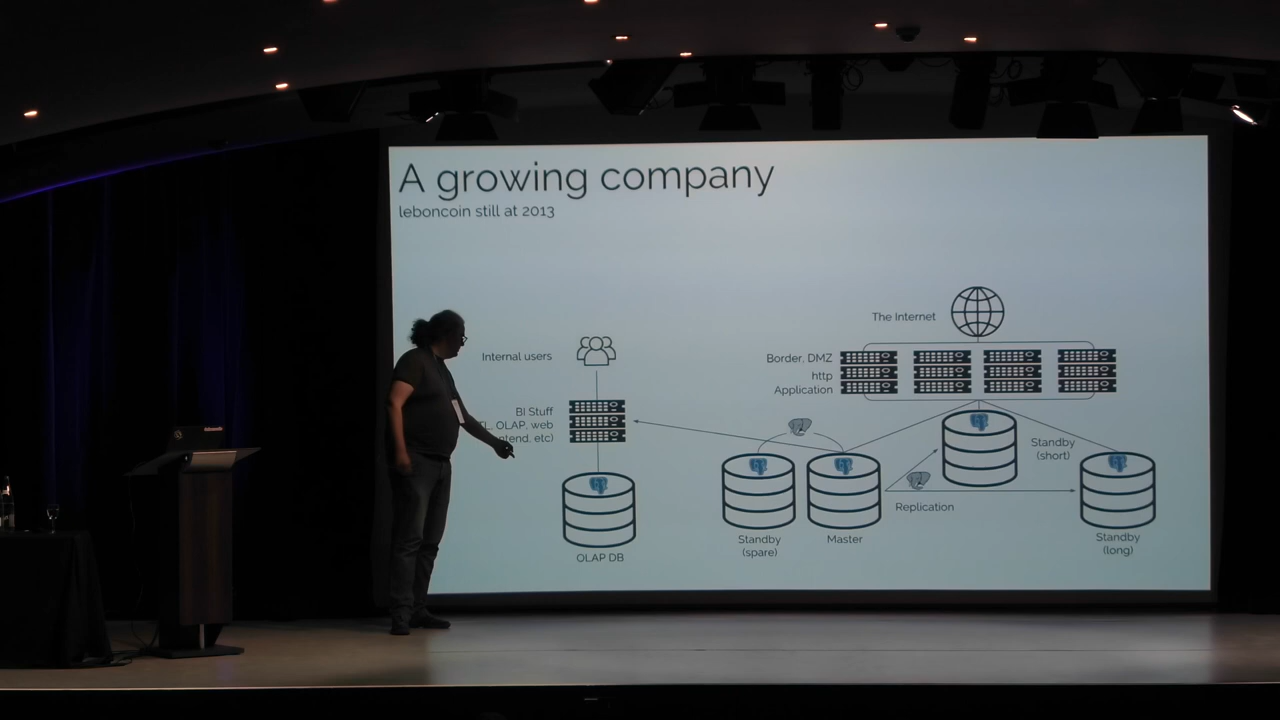 A growing company
leboncoin still at 2013
The Internet
Internal users
Border, DMZ
http
Application
BI Stuff
OLAP, web
etc)
Standby
(short)
Replication
Standby
(spare)
Master
Standby
(long)
OLAP DB